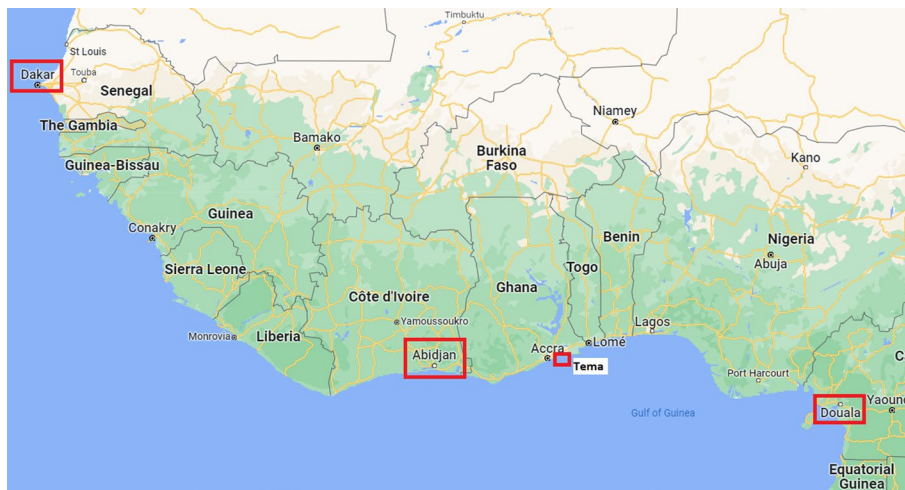 Timbuktu
St Louis
Dakar
Touba
Senegal
The Gambia
Niamey
Bamako
Burkina
Faso
Kano
Guinea-Bissau
Guinea
Conakry
Benin
Nigeria
Abuja
Sierra Leone
Togo
Ghana
Côte d'Ivoire
Yamoussoukro
Lagos
Monrovia
Liberia
Abidjan
Accra
Lomé
Tema
Port Harcourt
C
Yaoun
Douala
Gulf of Guinea
Equatorial
Guinea